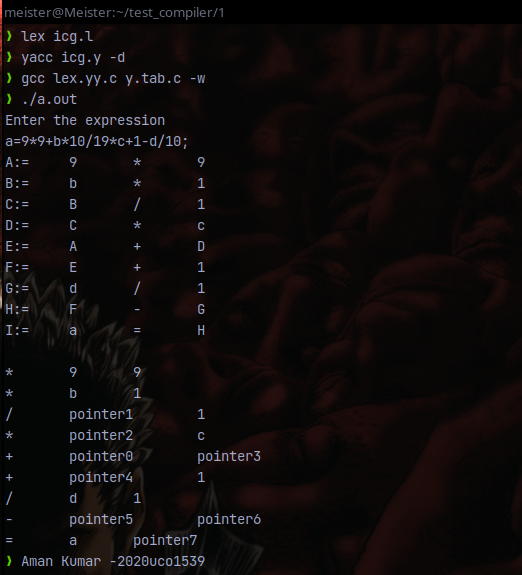 meister@Meister:~/test_compiler/1
❯ lex icg.l
❯ yacc icg.y -d
❯ gcc lex.yy.c y.tab.c -w
❯ ./a.out
Enter the expression
a=9*9+b*10/19*c+1-d/10;
A:= 9 * 9
B:= b * 1
C:= B / 1
D:= C * c
E:= A + D
F:= E + 1
G:= d / 1
H:= F - G
I:= a = H
* 9 9
* b 1
/ pointer1 1
* pointer2 c
+ pointer0 pointer3
+ pointer4 1
/ d 1
- pointer5 pointer6
= a pointer7
❯ Aman Kumar -2020uco1539